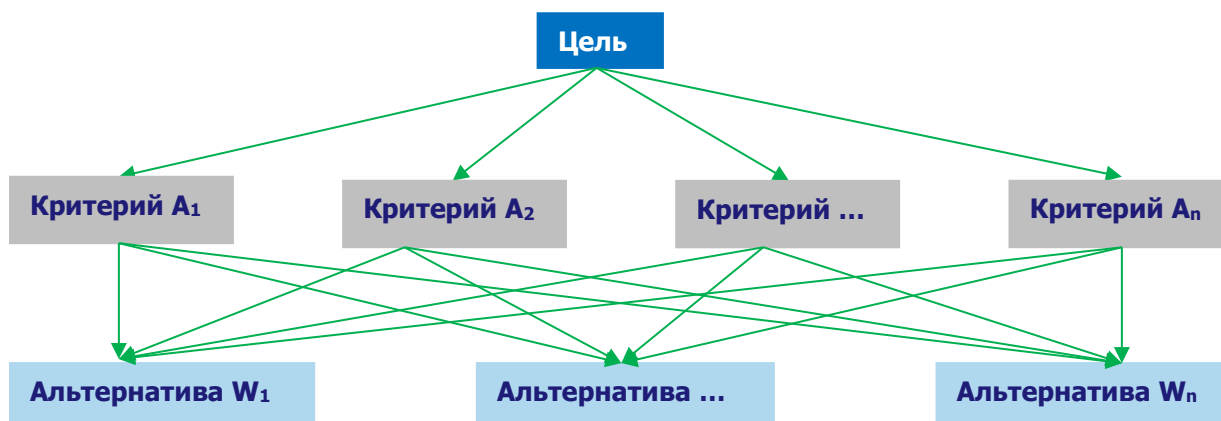 Цель
Критерий A₁
Критерий A₂
Критерий ...
Критерий Aₙ
Альтернатива W₁
Альтернатива ...
Альтернатива Wₙ